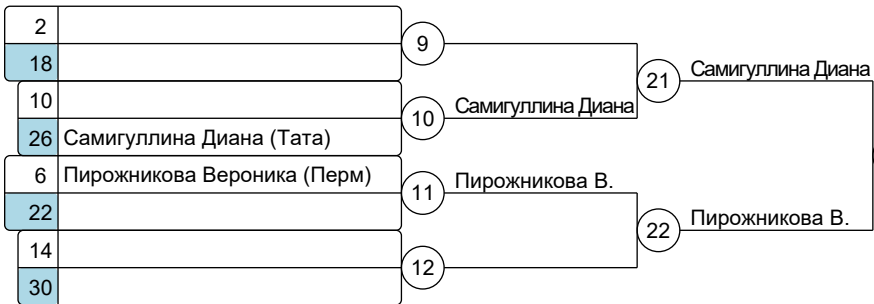 2
9
18
21 Самигуллина Диана
10
10 Самигуллина Диана
26 Самигуллина Диана (Тата)
6 Пирожникова Вероника (Перм)
11 Пирожникова В.
22
22 Пирожникова В.
14
12
30